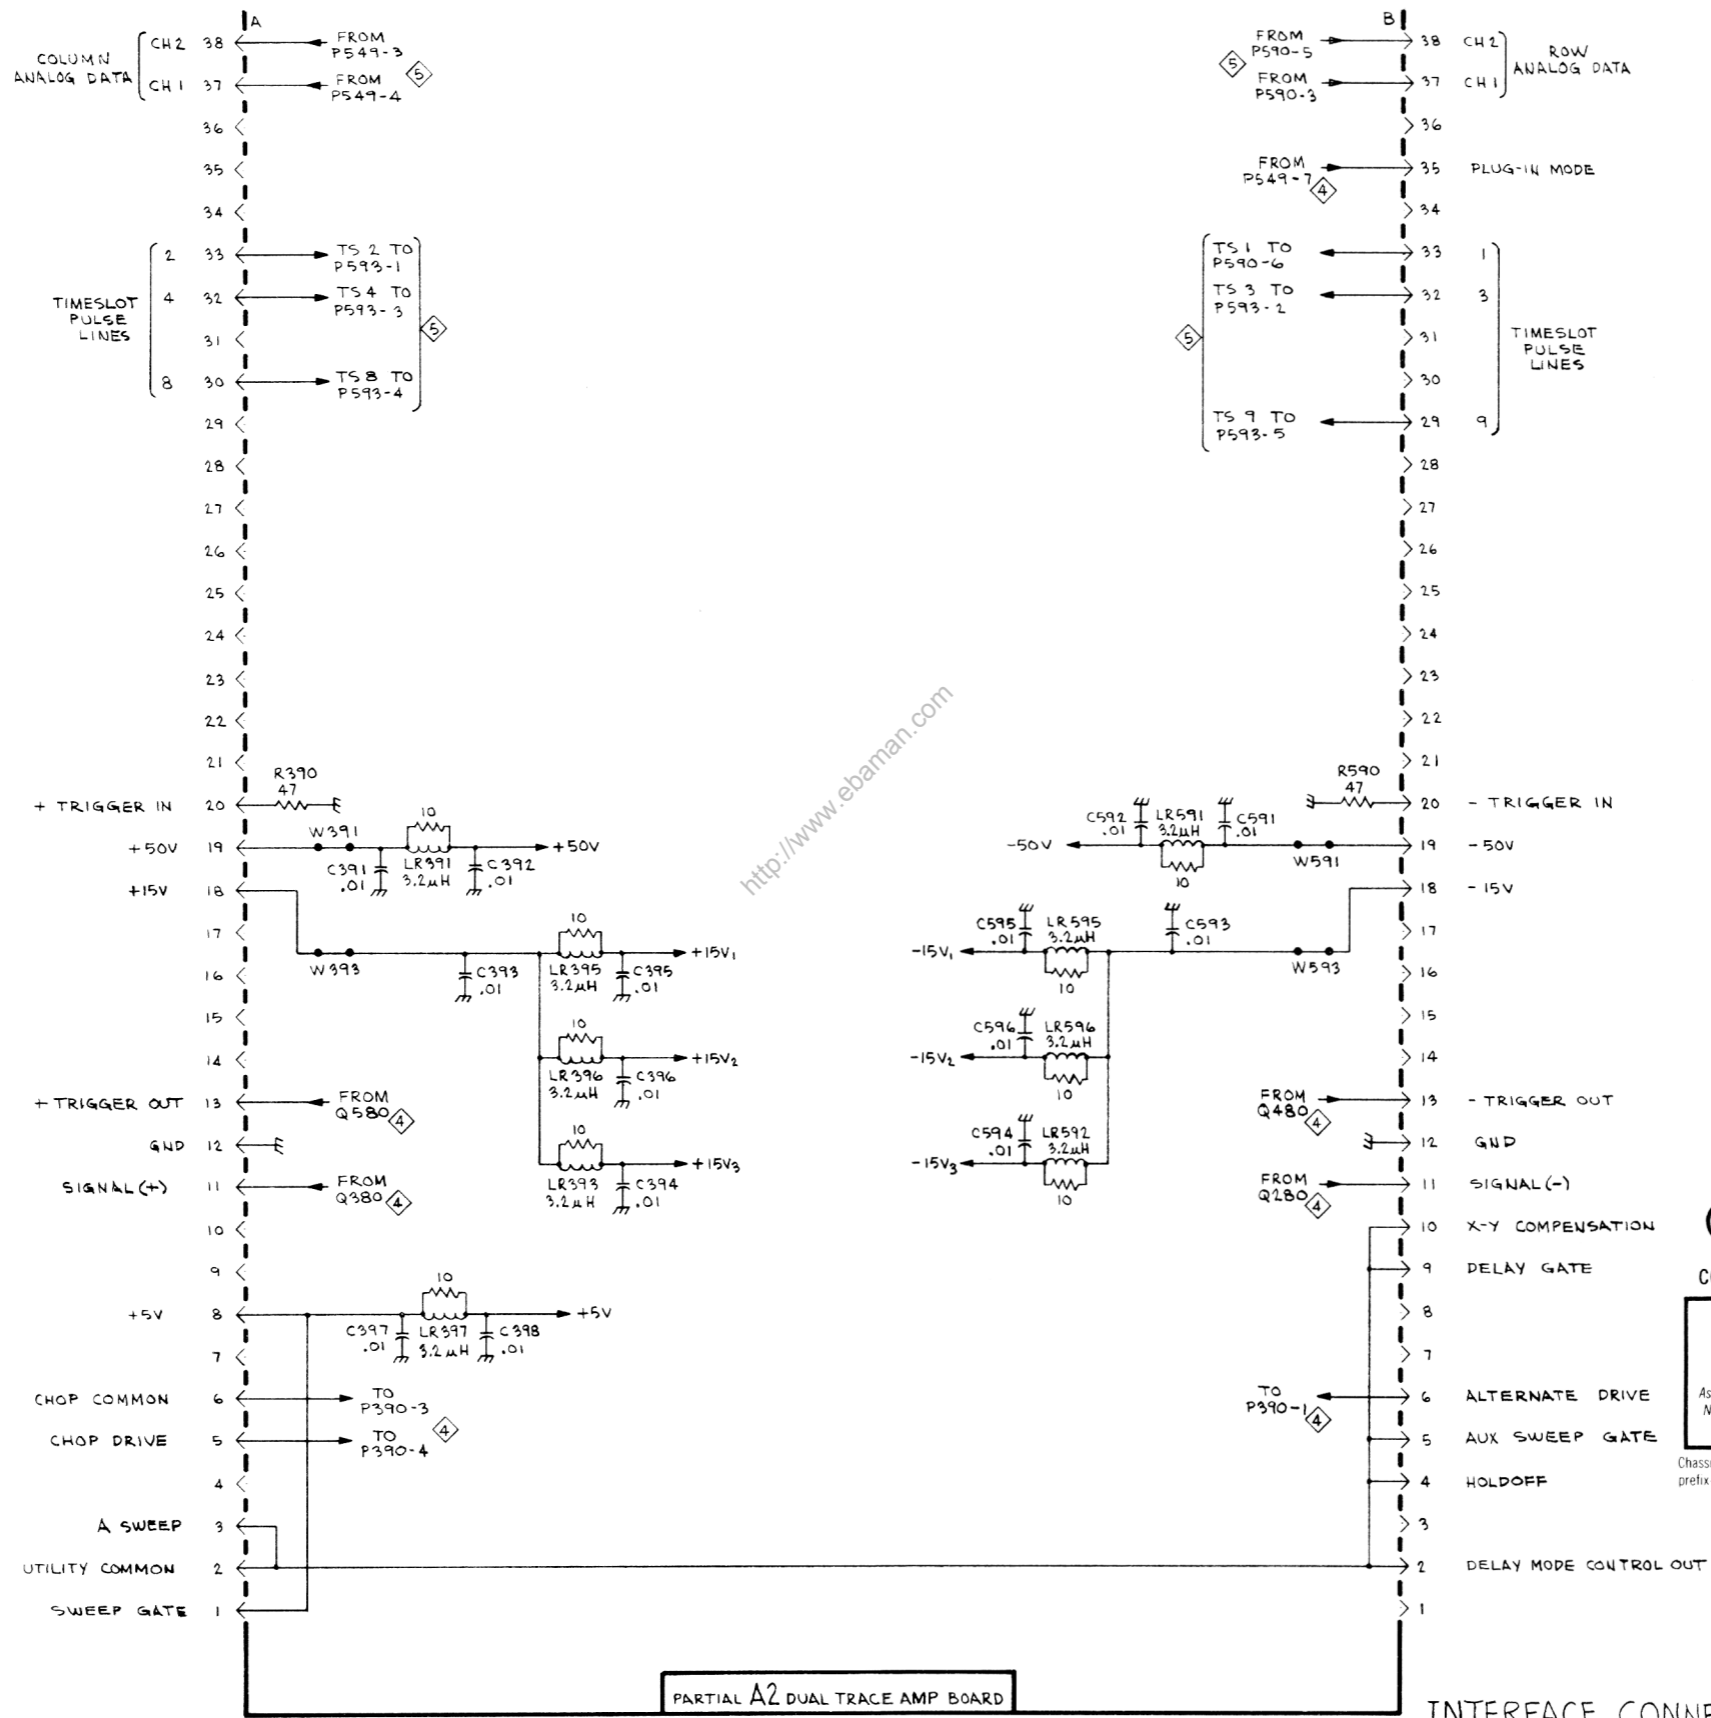 A
B
COLUMN
ANALOG DATA
CH2 38
FROM
P549-3
CH1 37
FROM
P549-4
5
36
35
34
TIMESLOT
PULSE
LINES
2 33
TS 2 TO
P593-1
4 32
TS 4 TO
P593-3
5
31
8 30
TS 8 TO
P593-4
29
28
27
26
25
24
23
22
21
R390
47
+ TRIGGER IN 20
+50V 19
W391
10
LR391
3.2μH
C391
.01
C392
.01
+50V
+15V 18
17
W393
C393
.01
10
LR395
3.2μH
C395
.01
+15V1
16
15
10
LR396
3.2μH
C396
.01
+15V2
14
+ TRIGGER OUT 13
FROM
Q580
4
10
LR393
3.2μH
C394
.01
+15V3
GND 12
SIGNAL(+) 11
FROM
Q380
4
10
9
+5V 8
10
C397
.01
LR397
3.2μH
C398
.01
+5V
7
CHOP COMMON 6
TO
P390-3
CHOP DRIVE 5
TO
P390-4
4
4
A SWEEP 3
UTILITY COMMON 2
SWEEP GATE 1
http://www.ebaman.com
FROM
P590-5
38 CH2
5
FROM
P590-3
37 CH1
ROW
ANALOG DATA
36
FROM
P549-7
4
35 PLUG-IN MODE
34
TS 1 TO
P590-6
33 1
TS 3 TO
P593-2
32 3
5
31
TIMESLOT
PULSE
LINES
30
TS 9 TO
P593-5
29 9
28
27
26
25
24
23
22
21
R590
47
20 - TRIGGER IN
C592
.01
LR591
3.2μH
10
C591
.01
W591
-50V
19 -50V
18 -15V
17
C595
.01
LR595
3.2μH
10
C593
.01
W593
-15V1
16
15
C596
.01
LR596
3.2μH
10
-15V2
14
FROM
Q480
4
13 - TRIGGER OUT
C594
.01
LR592
3.2μH
10
-15V3
12 GND
FROM
Q280
4
11 SIGNAL(-)
10 X-Y COMPENSATION
9 DELAY GATE
8
7
TO
P390-1
4
6 ALTERNATE DRIVE
5 AUX SWEEP GATE
4 HOLDOFF
3
2 DELAY MODE CONTROL OUT
1
As
N
Chass
prefix
PARTIAL A2 DUAL TRACE AMP BOARD
INTERFACE CONNE